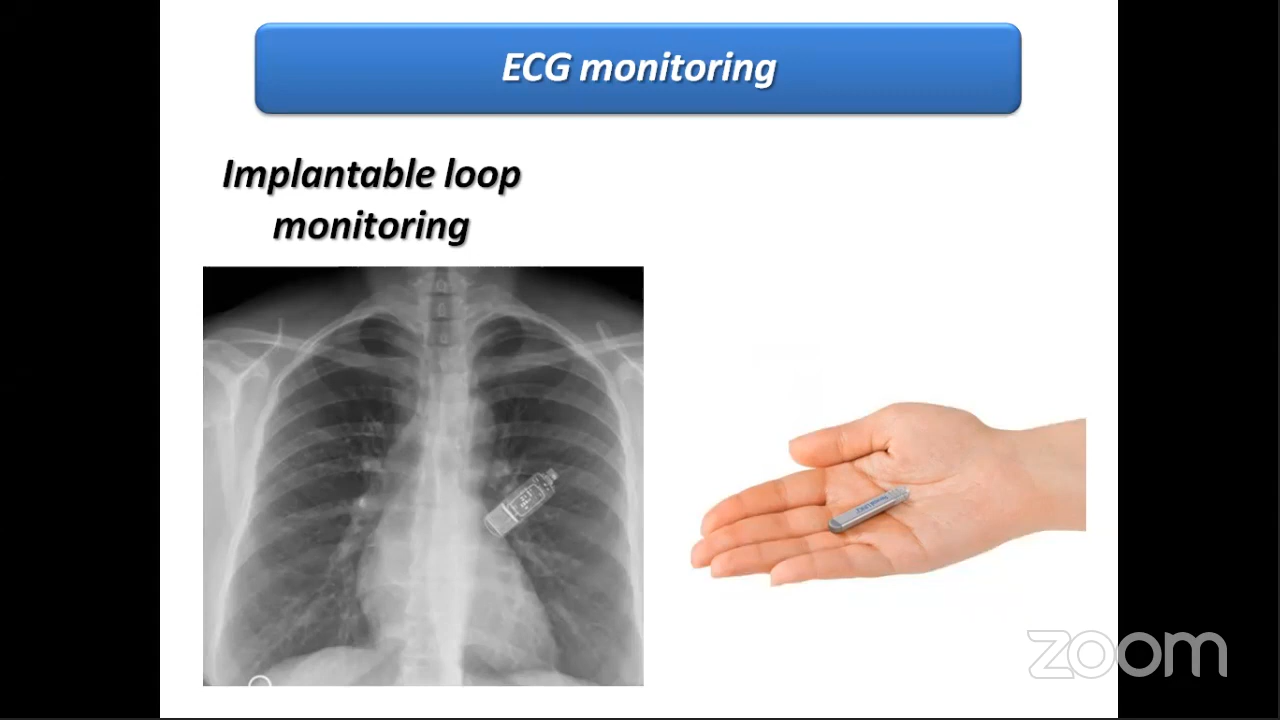 ECG monitoring
Implantable loop
monitoring
zoom